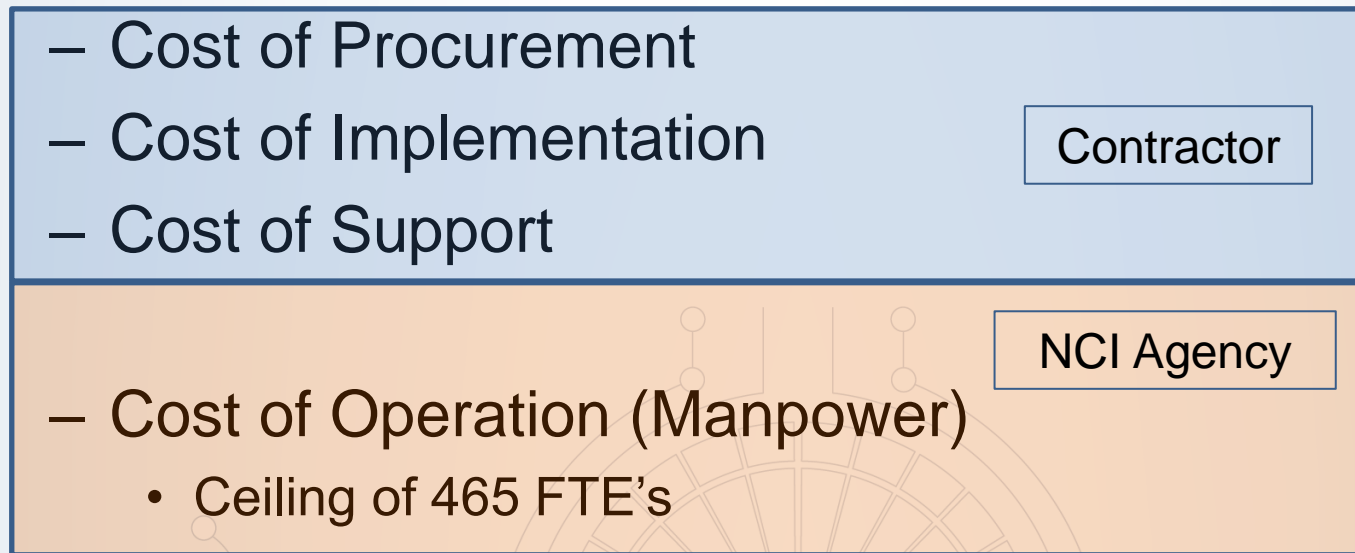 – Cost of Procurement
– Cost of Implementation
Contractor
– Cost of Support
NCI Agency
– Cost of Operation (Manpower)
• Ceiling of 465 FTE’s